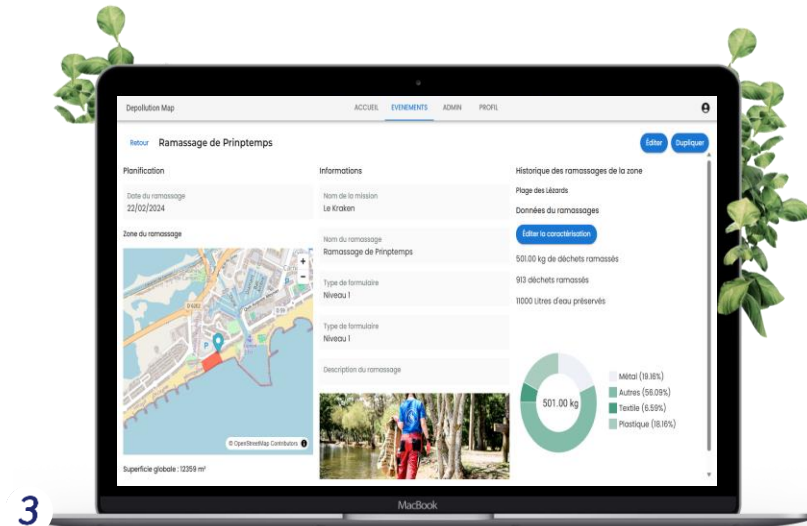 Depollution Map
ACCUEIL EVENEMENTS ADMIN PROFIL
Retour Ramassage de Prinptemps
Éditer Dupliquer
Planification
Date du ramassage
22/02/2024
Zone du ramassage
+
−
P
© OpenStreetMap Contributors
Superficie globale : 12359 m²
Informations
Nom de la mission
Le Kraken
Nom du ramassage
Ramassage de Prinptemps
Type de formulaire
Niveau 1
Type de formulaire
Niveau 1
Description du ramassage
Historique des ramassages de la zone
Plage des Lézards
Données du ramassages
Éditer la caractérisation
501.00 kg de déchets ramassés
913 déchets ramassés
11000 Litres d'eau préservés
501.00 kg
Métal (19.16%)
Autres (56.09%)
Textile (6.59%)
Plastique (18.16%)
MacBook
3